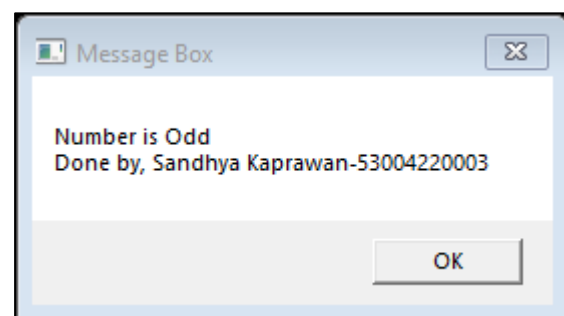 Message Box
Number is Odd
Done by, Sandhya Kaprawan-53004220003
OK